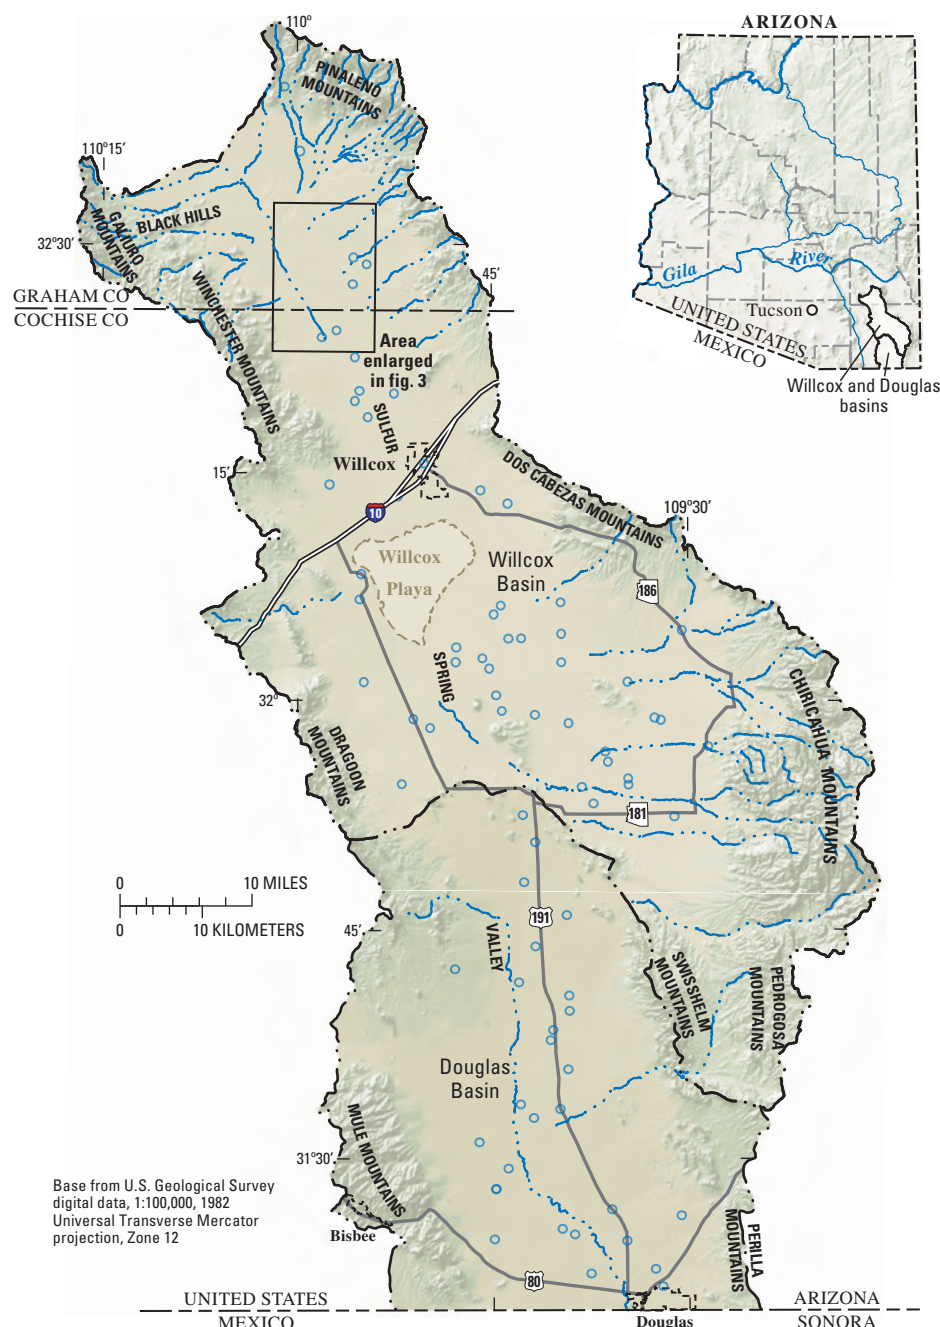 ARIZONA
110°
PINALENO
MOUNTAINS
110°15'
GALIURO
MOUNTAINS
BLACK HILLS
32°30'
WINCHESTER MOUNTAINS
45'
GRAHAM CO
COCHISE CO
Area
enlarged
in fig. 3
Gila
River
Tucson
UNITED STATES
MEXICO
Willcox and Douglas
basins
SULFUR
Willcox
15'
10
DOS CABEZAS MOUNTAINS
109°30'
Willcox
Playa
Willcox
Basin
186
SPRING
32°
DRAGOON
MOUNTAINS
CHIRICAHUA MOUNTAINS
181
0
10 MILES
0
10 KILOMETERS
191
45'
VALLEY
SWISSHELM
MOUNTAINS
PEDROGOSA
MOUNTAINS
Douglas
Basin
MULE MOUNTAINS
31°30'
Base from U.S. Geological Survey
digital data, 1:100,000, 1982
Universal Transverse Mercator
projection, Zone 12
Bisbee
PERILLA
MOUNTAINS
80
UNITED STATES
MEXICO
Douglas
ARIZONA
SONORA